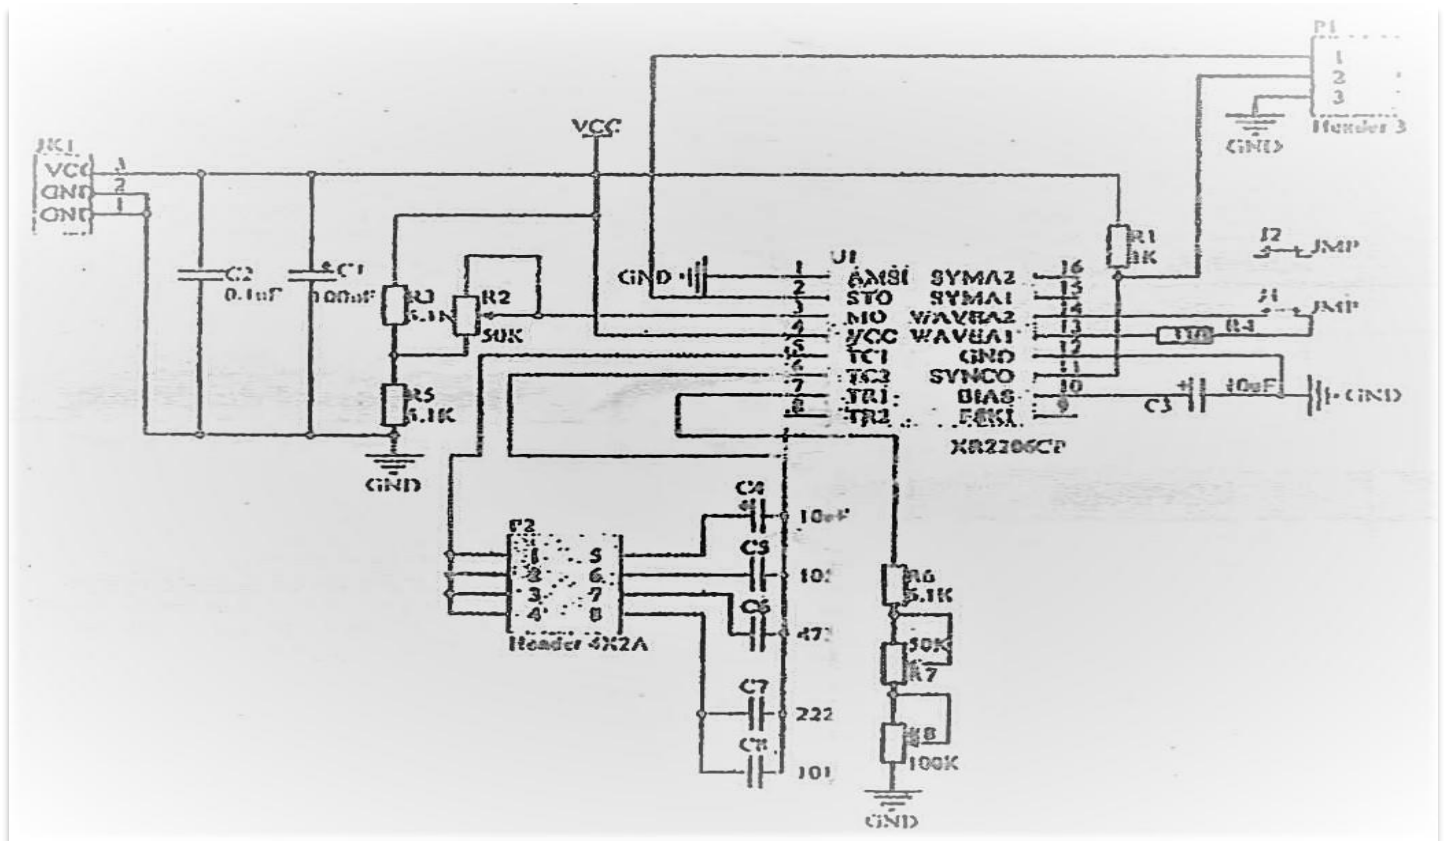 P1
1
2
3
Header 3
GND
VCC
JK1
VCC 3
GND 2
GND 1
C2
0.1uF
C1
100uF
R3
5.1K
R2
50K
R5
5.1K
GND
R1
1K
J2
JMP
J1
JMP
U1
GND
1 AMSI SYMA2 16
2 STO SYMA1 15
3 MO WAVEA2 14
4 VCC WAVEA1 13
5 TC1 GND 12
6 TC2 SYNCO 11
7 TR1 BIAS 10
8 TR2 FSKI 9
XR2206CP
R4
C3
10uF
GND
P2
1 5
2 6
3 7
4 8
Header 4X2A
C4
10uF
C5
C6
473
C7
222
C8
101
R6
5.1K
50K
R7
R8
100K
GND